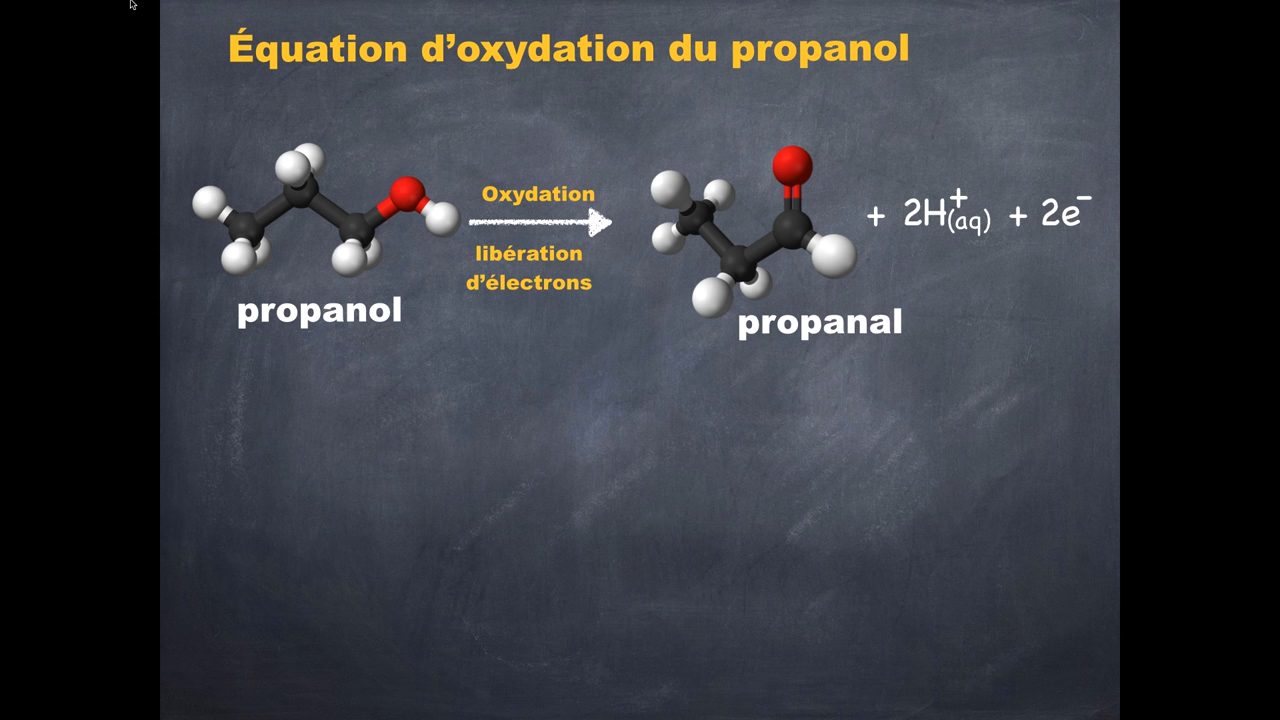 Équation d’oxydation du propanol
Oxydation
libération
d’électrons
+ 2H⁺(aq) + 2e⁻
propanol
propanal